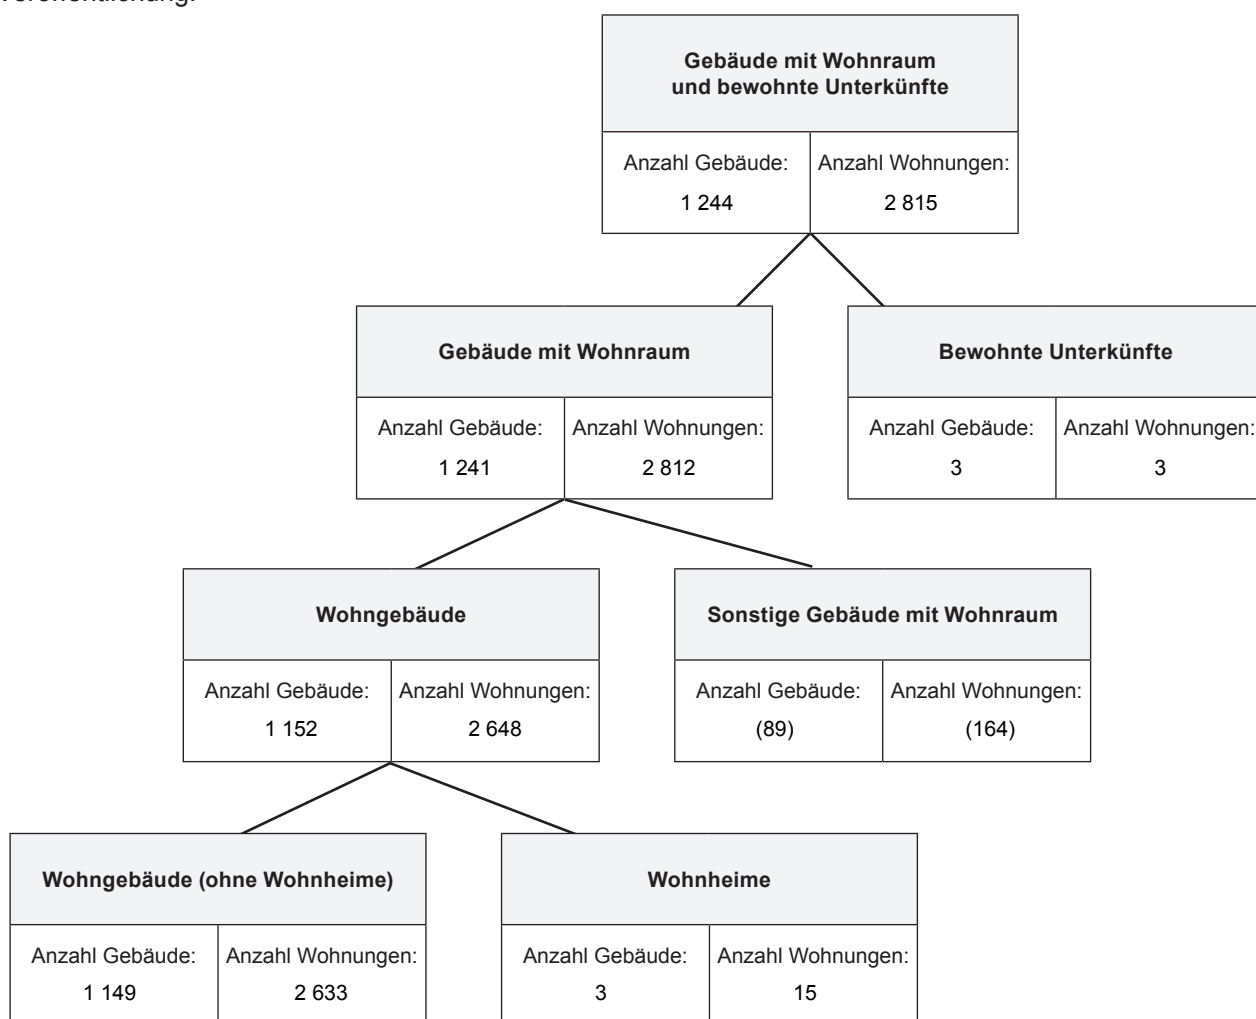 Veröffentlichung.
Gebäude mit Wohnraum
und bewohnte Unterkünfte
Anzahl Gebäude: Anzahl Wohnungen:
1 244 2 815
Gebäude mit Wohnraum Bewohnte Unterkünfte
Anzahl Gebäude: Anzahl Wohnungen: Anzahl Gebäude: Anzahl Wohnungen:
1 241 2 812 3 3
Wohngebäude Sonstige Gebäude mit Wohnraum
Anzahl Gebäude: Anzahl Wohnungen: Anzahl Gebäude: Anzahl Wohnungen:
1 152 2 648 (89) (164)
Wohngebäude (ohne Wohnheime) Wohnheime
Anzahl Gebäude: Anzahl Wohnungen: Anzahl Gebäude: Anzahl Wohnungen:
1 149 2 633 3 15